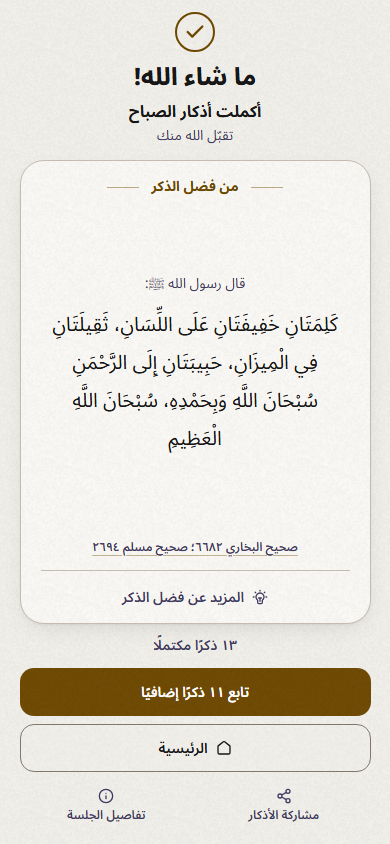 ما شاء الله!
أكملت أذكار الصباح
تقبّل الله منك
من فضل الذكر
قال رسول الله ﷺ:
كَلِمَتَانِ خَفِيفَتَانِ عَلَى اللِّسَانِ، ثَقِيلَتَانِ
فِي الْمِيزَانِ، حَبِيبَتَانِ إِلَى الرَّحْمَنِ
سُبْحَانَ اللَّهِ وَبِحَمْدِهِ، سُبْحَانَ اللَّهِ
الْعَظِيمِ
صحيح البخاري ٦٦٨٢؛ صحيح مسلم ٢٦٩٤
المزيد عن فضل الذكر
١٣ ذكرًا مكتملًا
تابع ١١ ذكرًا إضافيًا
الرئيسية
مشاركة الأذكار
تفاصيل الجلسة